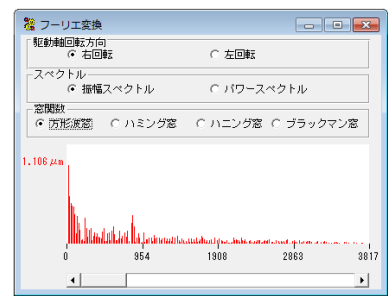 フーリエ変換
駆動軸回転方向
右回転 左回転
スペクトル
振幅スペクトル パワースペクトル
窓関数
方形波窓 ハミング窓 ハニング窓 ブラックマン窓
1.106 μm
0 954 1908 2863 3817